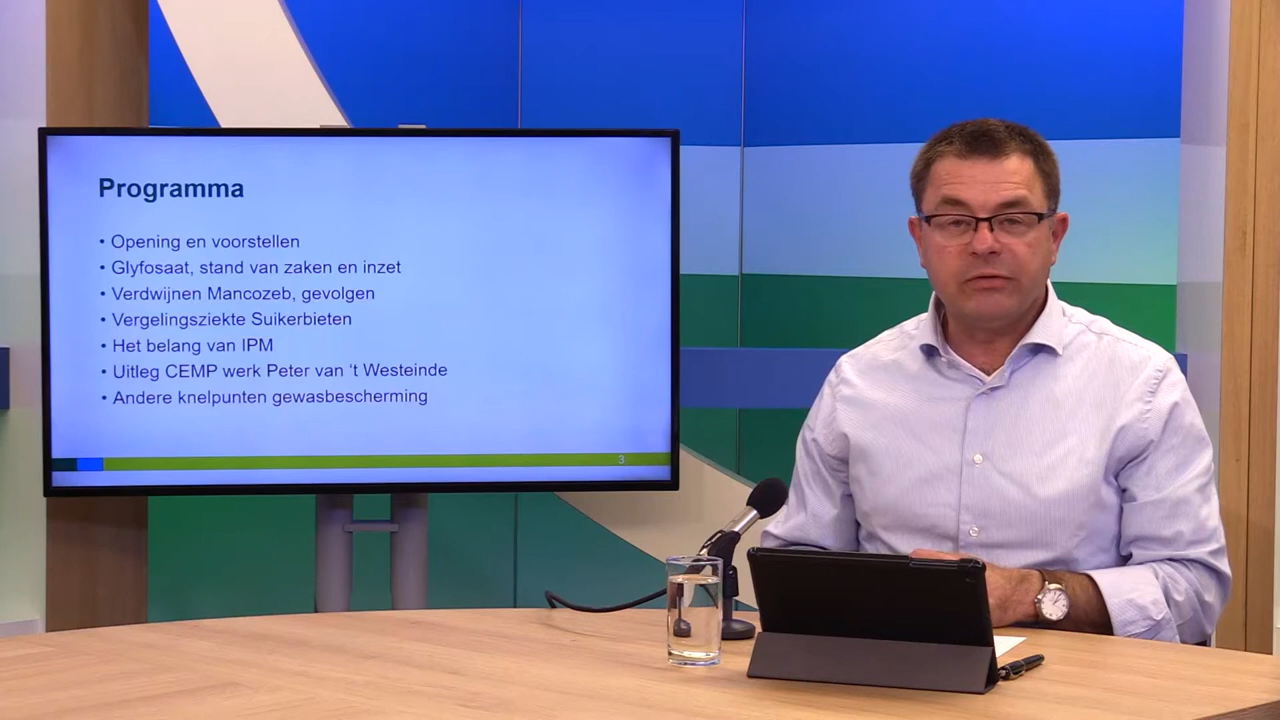 Programma
• Opening en voorstellen
• Glyfosaat, stand van zaken en inzet
• Verdwijnen Mancozeb, gevolgen
• Vergelingsziekte Suikerbieten
• Het belang van IPM
• Uitleg CEMP werk Peter van ‘t Westeinde
• Andere knelpunten gewasbescherming
3